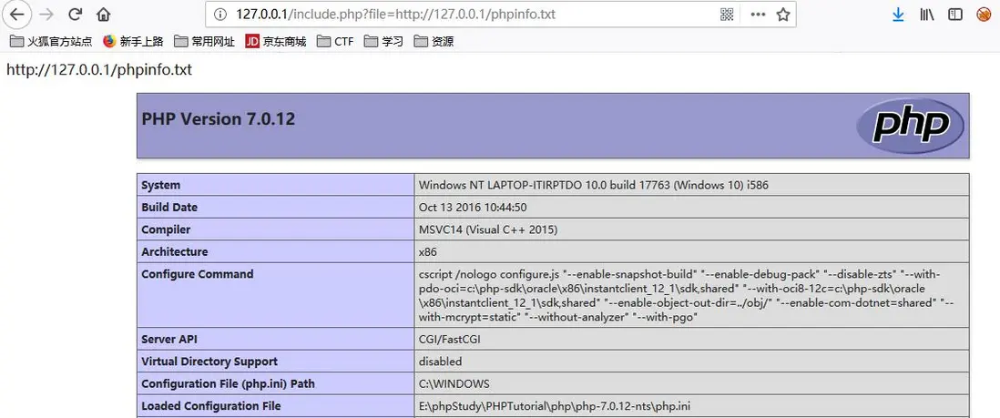 127.0.0.1/include.php?file=http://127.0.0.1/phpinfo.txt
火狐官方站点 新手上路 常用网址 JD 京东商城 CTF 学习 资源
http://127.0.0.1/phpinfo.txt
PHP Version 7.0.12 php
System Windows NT LAPTOP-ITIRPTDO 10.0 build 17763 (Windows 10) i586
Build Date Oct 13 2016 10:44:50
Compiler MSVC14 (Visual C++ 2015)
Architecture x86
Configure Command cscript /nologo configure.js "--enable-snapshot-build" "--enable-debug-pack" "--disable-zts" "--with-
pdo-oci=c:\php-sdk\oracle\x86\instantclient_12_1\sdk,shared" "--with-oci8-12c=c:\php-sdk\oracle
\x86\instantclient_12_1\sdk,shared" "--enable-object-out-dir=../obj/" "--enable-com-dotnet=shared" "--
with-mcrypt=static" "--without-analyzer" "--with-pgo"
Server API CGI/FastCGI
Virtual Directory Support disabled
Configuration File (php.ini) Path C:\WINDOWS
Loaded Configuration File E:\phpStudy\PHPTutorial\php\php-7.0.12-nts\php.ini